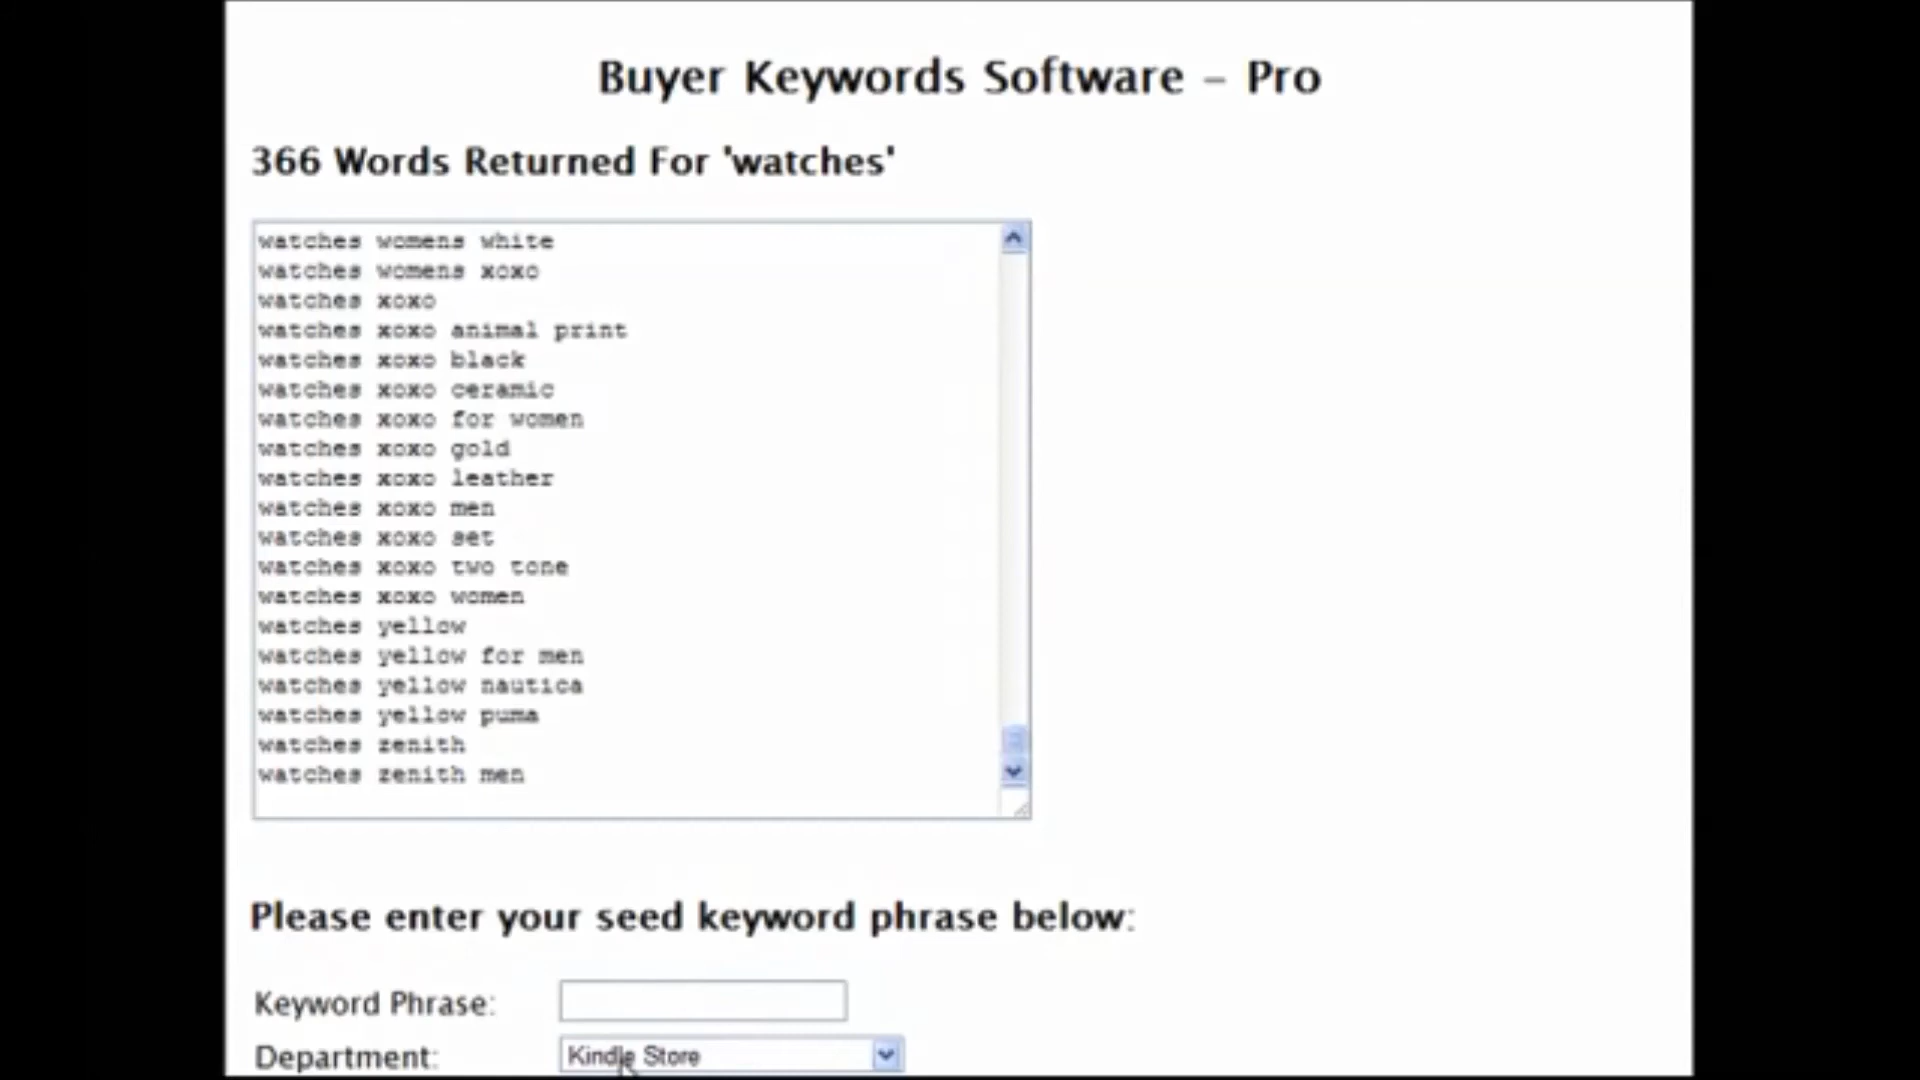 Buyer Keywords Software – Pro
366 Words Returned For 'watches'
watches womens white
watches womens xoxo
watches xoxo
watches xoxo animal print
watches xoxo black
watches xoxo ceramic
watches xoxo for women
watches xoxo gold
watches xoxo leather
watches xoxo men
watches xoxo set
watches xoxo two tone
watches xoxo women
watches yellow
watches yellow for men
watches yellow nautica
watches yellow puma
watches zenith
watches zenith men
Please enter your seed keyword phrase below:
Keyword Phrase:
Department: Kindle Store